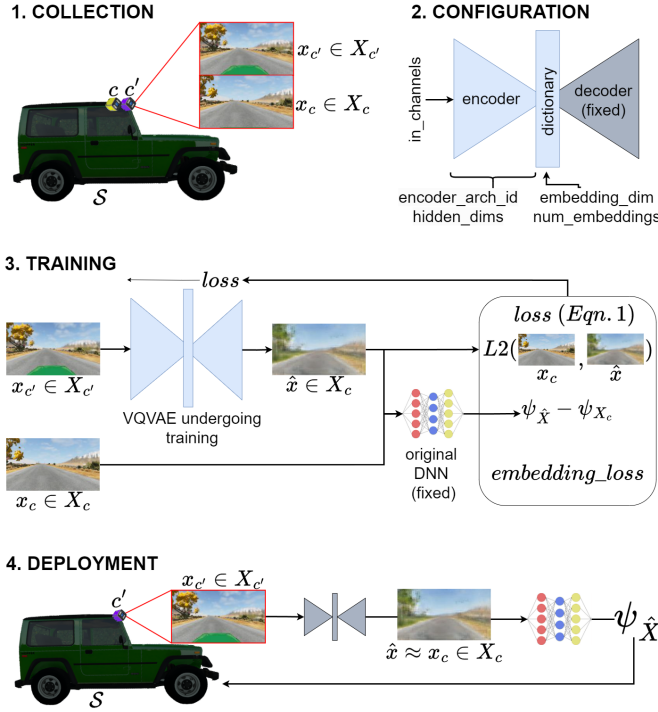 1. COLLECTION
c c'
x_{c'} ∈ X_{c'}
x_c ∈ X_c
𝒮
2. CONFIGURATION
in_channels
encoder
dictionary
decoder
(fixed)
encoder_arch_id
hidden_dims
embedding_dim
num_embeddings
3. TRAINING
loss
x_{c'} ∈ X_{c'}
VQVAE undergoing
training
x̂ ∈ X_c
x_c ∈ X_c
original
DNN
(fixed)
loss (Eqn. 1)
L2( , )
x_c x̂
ψ_{X̂} − ψ_{X_c}
embedding_loss
4. DEPLOYMENT
c'
x_{c'} ∈ X_{c'}
x̂ ≈ x_c ∈ X_c
ψ_{X̂}
𝒮